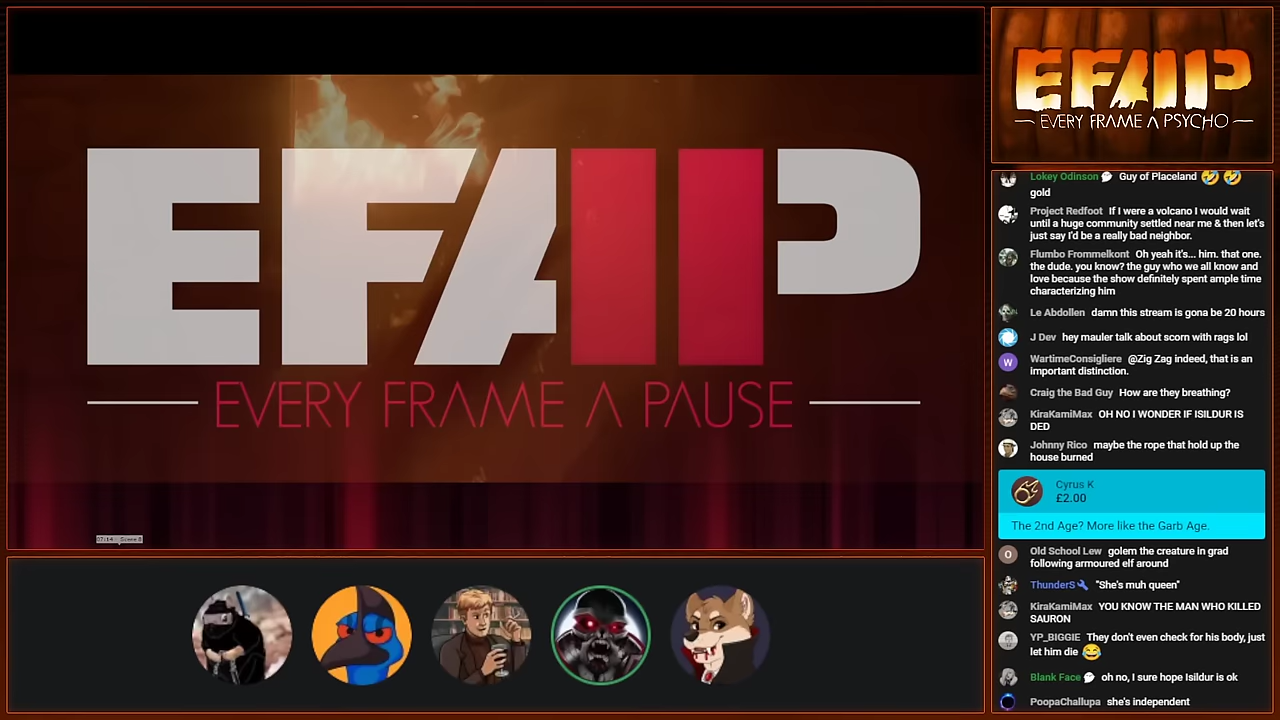 EFAP
EVERY FRAME A PAUSE
07:14
Scene 8
EFAP
EVERY FRAME A PSYCHO
Lokey Odinson Guy of Placeland 🤣 🤣
gold
Project Redfoot If I were a volcano I would wait
until a huge community settled near me & then let's
just say I'd be a really bad neighbor.
Flumbo Frommelkont Oh yeah it's... him. that one.
the dude. you know? the guy who we all know and
love because the show definitely spent ample time
characterizing him
Le Abdollen damn this stream is gona be 20 hours
J Dev hey mauler talk about scorn with rags lol
W
WartimeConsigliere @Zig Zag indeed, that is an
important distinction.
Craig the Bad Guy How are they breathing?
KiraKamiMax OH NO I WONDER IF ISILDUR IS
DED
Johnny Rico maybe the rope that hold up the
house burned
Cyrus K
£2.00
The 2nd Age? More like the Garb Age.
O
Old School Lew golem the creature in grad
following armoured elf around
ThunderS "She's muh queen"
KiraKamiMax YOU KNOW THE MAN WHO KILLED
SAURON
YP_BIGGIE They don't even check for his body, just
let him die 😂
Blank Face oh no, I sure hope Isildur is ok
PoopaChallupa she's independent